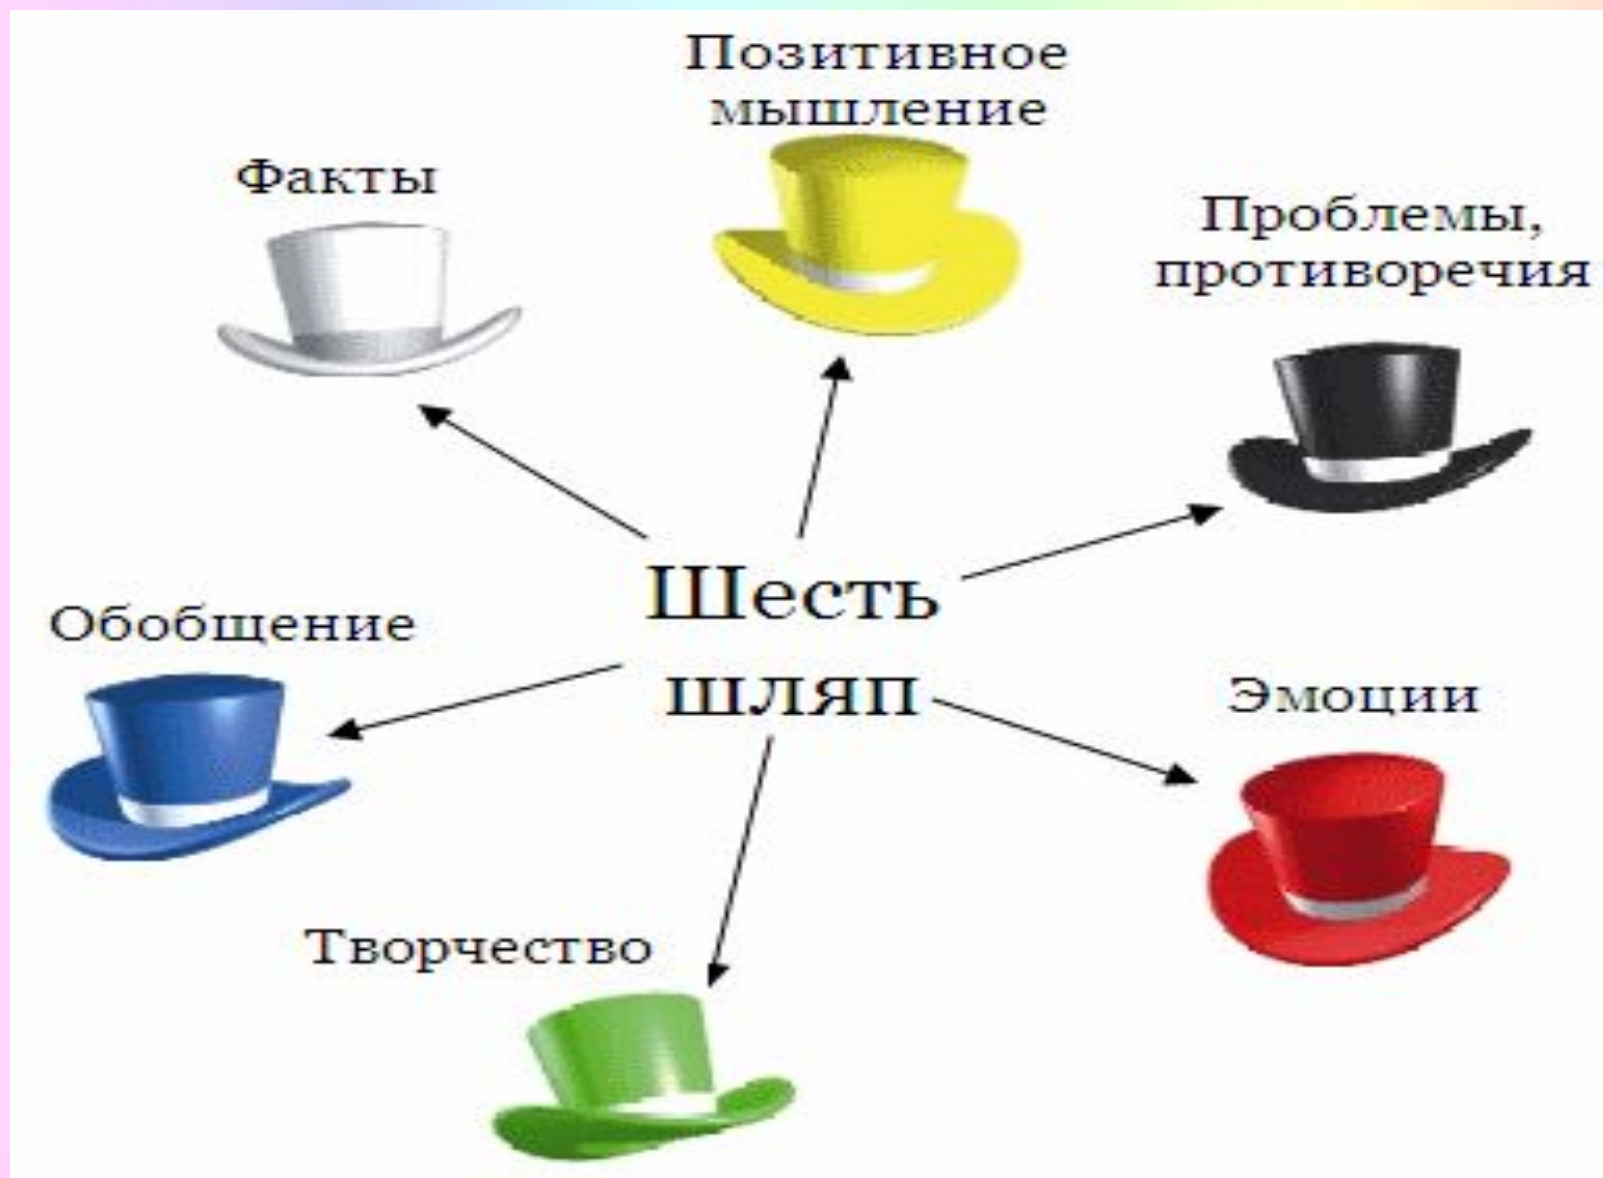 Позитивное
мышление
Факты
Проблемы,
противоречия
Шесть
шляп
Обобщение
Эмоции
Творчество